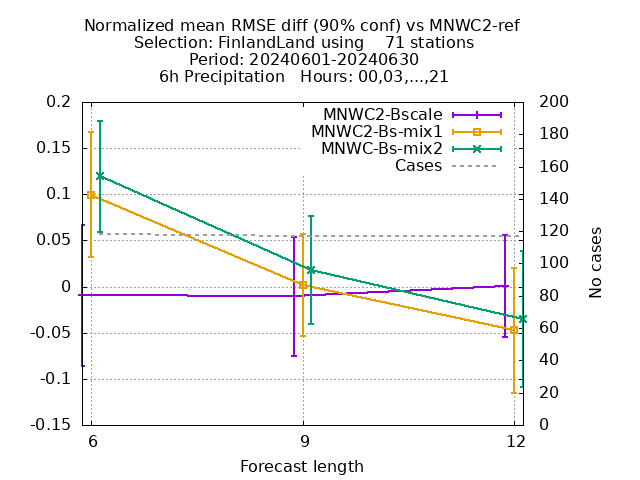 Normalized mean RMSE diff (90% conf) vs MNWC2-ref
Selection: FinlandLand using    71 stations
Period: 20240601-20240630
6h Precipitation   Hours: 00,03,...,21
MNWC2-Bscale
MNWC2-Bs-mix1
MNWC-Bs-mix2
Cases
0.2
0.15
0.1
0.05
0
-0.05
-0.1
-0.15
200
180
160
140
120
100
80
60
40
20
0
No cases
6
9
12
Forecast length